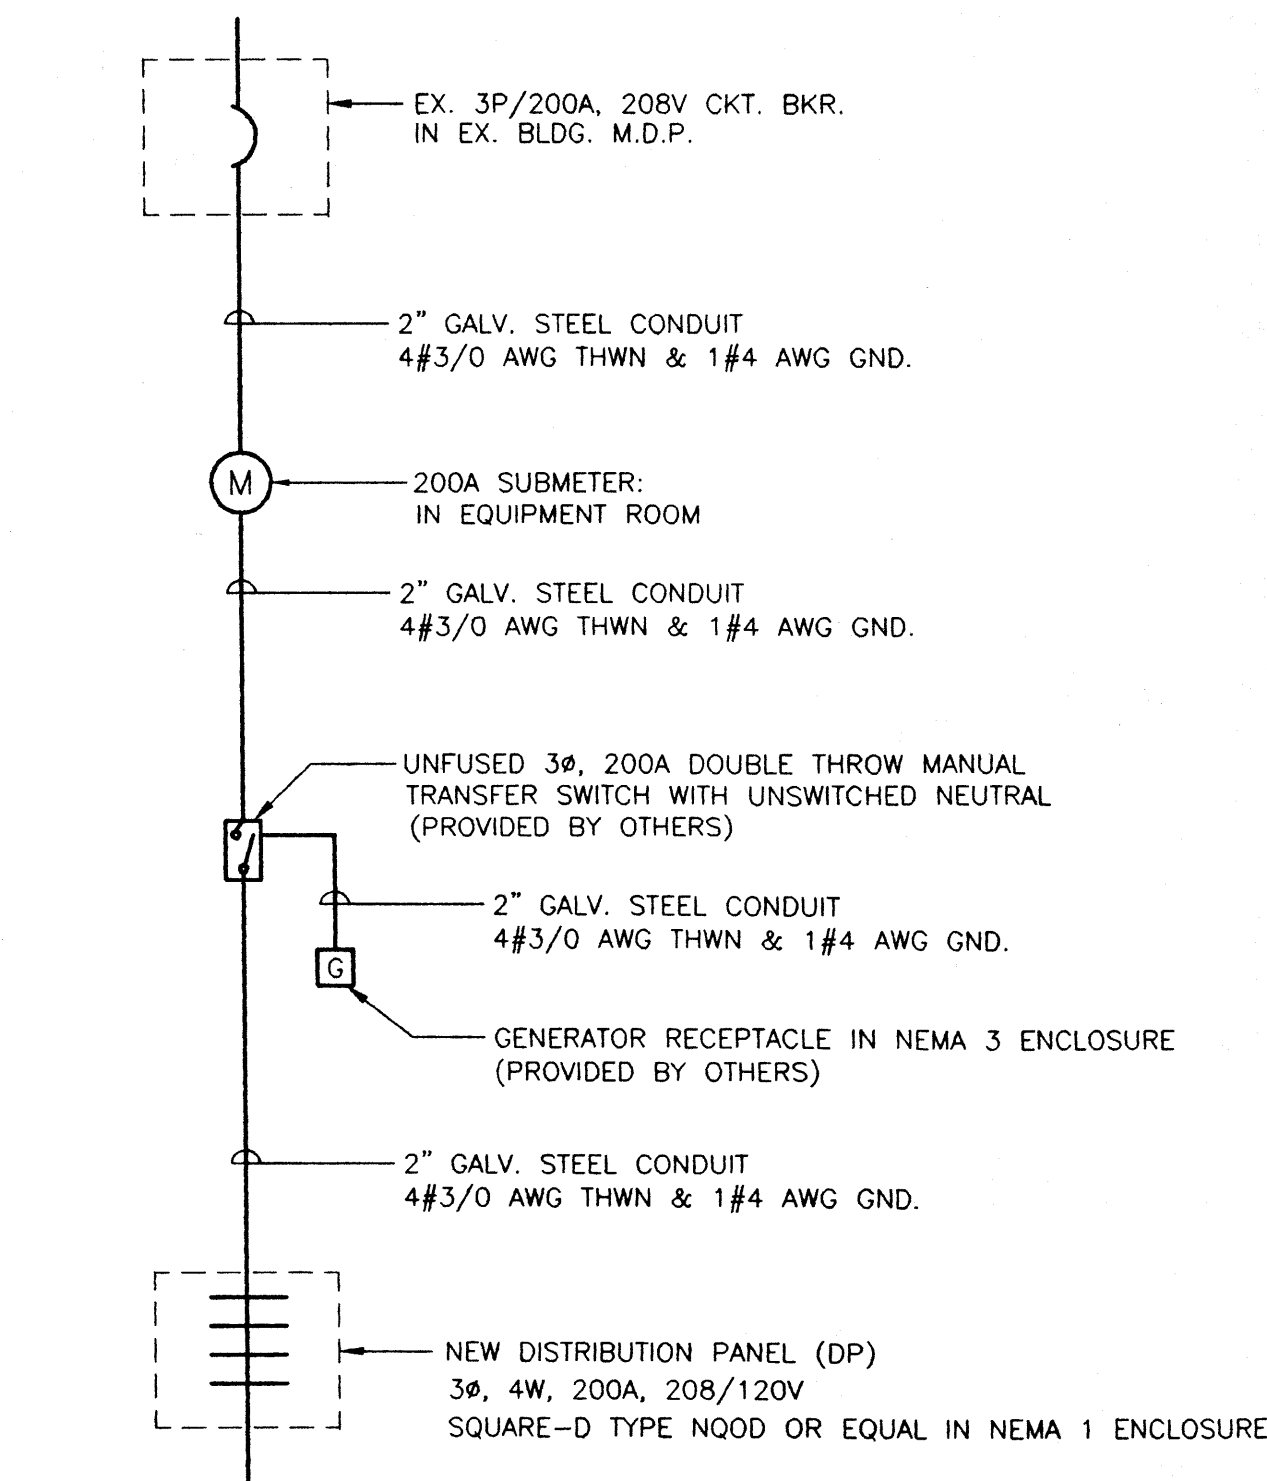 EX. 3P/200A, 208V CKT. BKR.
IN EX. BLDG. M.D.P.
2" GALV. STEEL CONDUIT
4#3/0 AWG THWN & 1#4 AWG GND.
M
200A SUBMETER:
IN EQUIPMENT ROOM
2" GALV. STEEL CONDUIT
4#3/0 AWG THWN & 1#4 AWG GND.
UNFUSED 3ø, 200A DOUBLE THROW MANUAL
TRANSFER SWITCH WITH UNSWITCHED NEUTRAL
(PROVIDED BY OTHERS)
2" GALV. STEEL CONDUIT
4#3/0 AWG THWN & 1#4 AWG GND.
G
GENERATOR RECEPTACLE IN NEMA 3 ENCLOSURE
(PROVIDED BY OTHERS)
2" GALV. STEEL CONDUIT
4#3/0 AWG THWN & 1#4 AWG GND.
NEW DISTRIBUTION PANEL (DP)
3ø, 4W, 200A, 208/120V
SQUARE-D TYPE NQOD OR EQUAL IN NEMA 1 ENCLOSURE